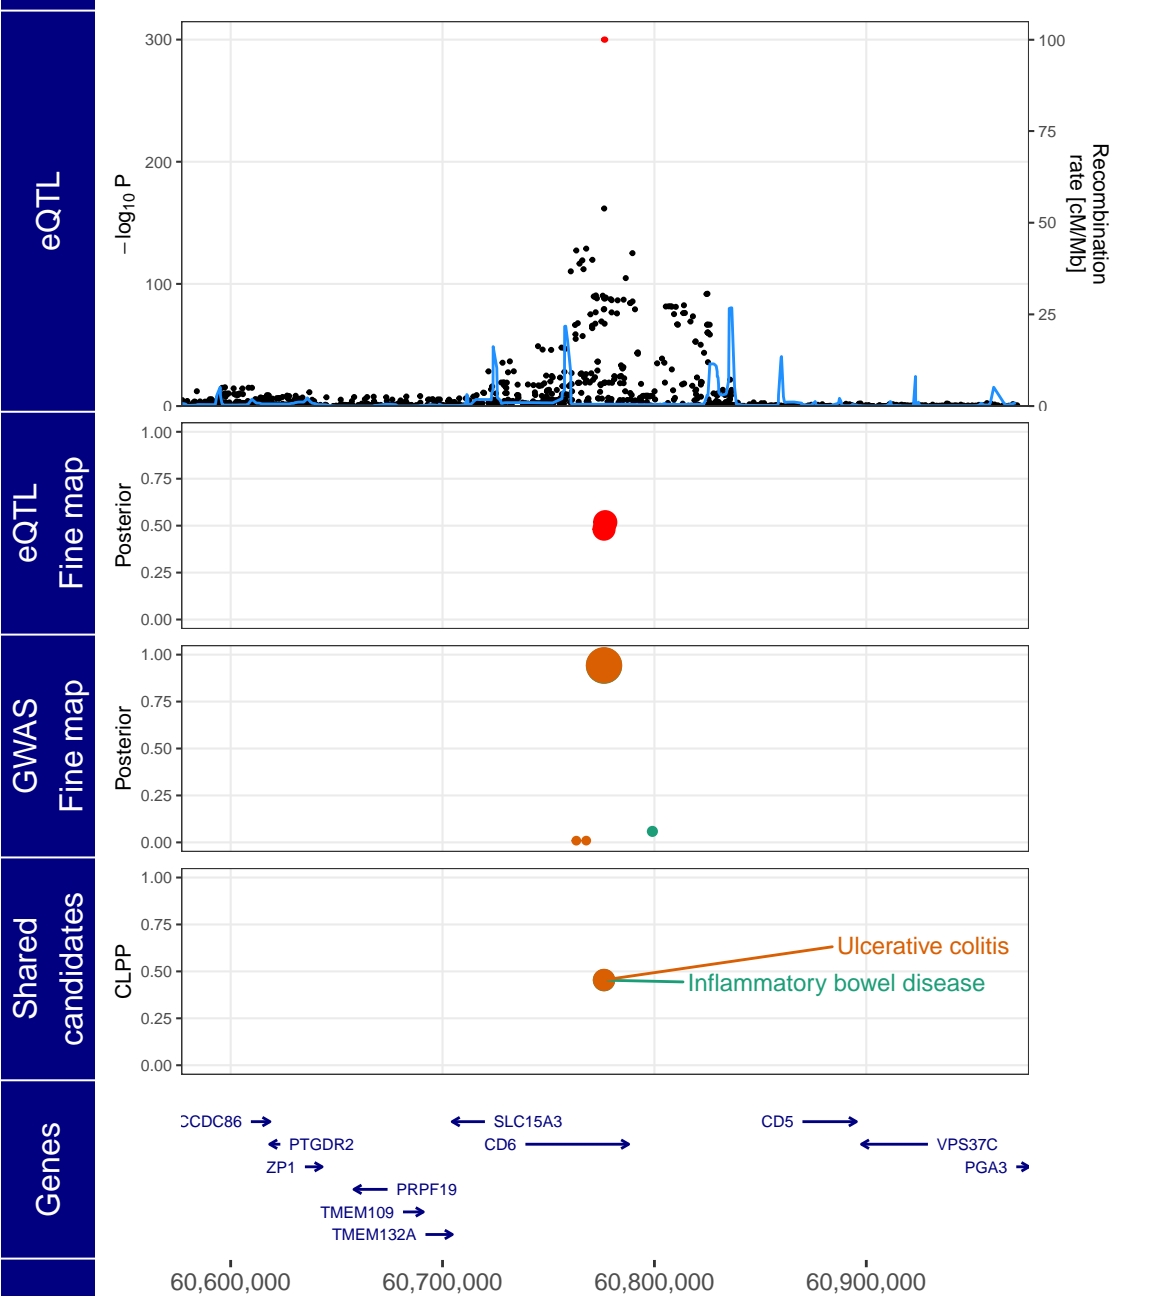 eQTL
300
200
100
0
−log10 P
100
75
50
25
0
Recombination
rate [cM/Mb]
eQTL
Fine map
1.00
0.75
0.50
0.25
0.00
Posterior
GWAS
Fine map
1.00
0.75
0.50
0.25
0.00
Posterior
Shared
candidates
1.00
0.75
0.50
0.25
0.00
CLPP
Ulcerative colitis
Inflammatory bowel disease
Genes
CCDC86
SLC15A3
CD5
PTGDR2
CD6
VPS37C
ZP1
PGA3
PRPF19
TMEM109
TMEM132A
60,600,000
60,700,000
60,800,000
60,900,000